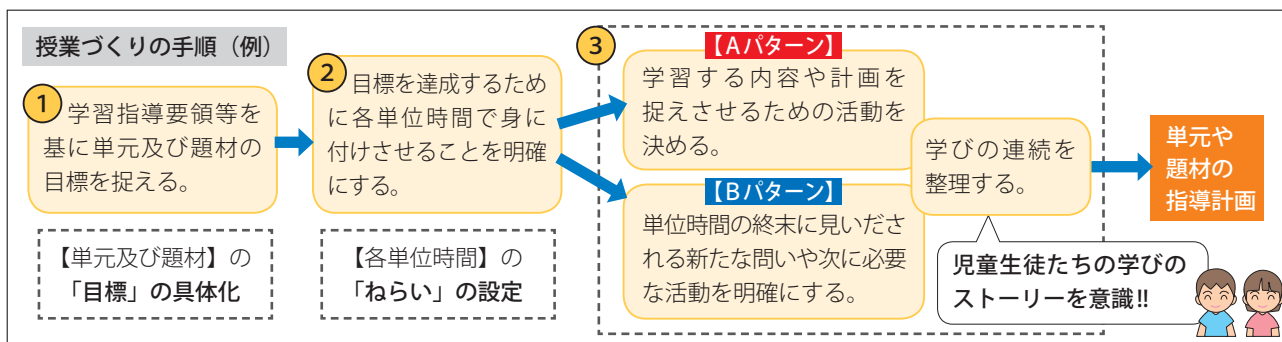 授業づくりの手順（例）
1
学習指導要領等を
基に単元及び題材の
目標を捉える。
【単元及び題材】の
「目標」の具体化
2
目標を達成するため
に各単位時間で身に
付けさせることを明確
にする。
【各単位時間】の
「ねらい」の設定
3
【Aパターン】
学習する内容や計画を
捉えさせるための活動を
決める。
【Bパターン】
単位時間の終末に見いださ
れる新たな問いや次に必要
な活動を明確にする。
学びの連続を
整理する。
児童生徒たちの学びの
ストーリーを意識!!
単元や
題材の
指導計画